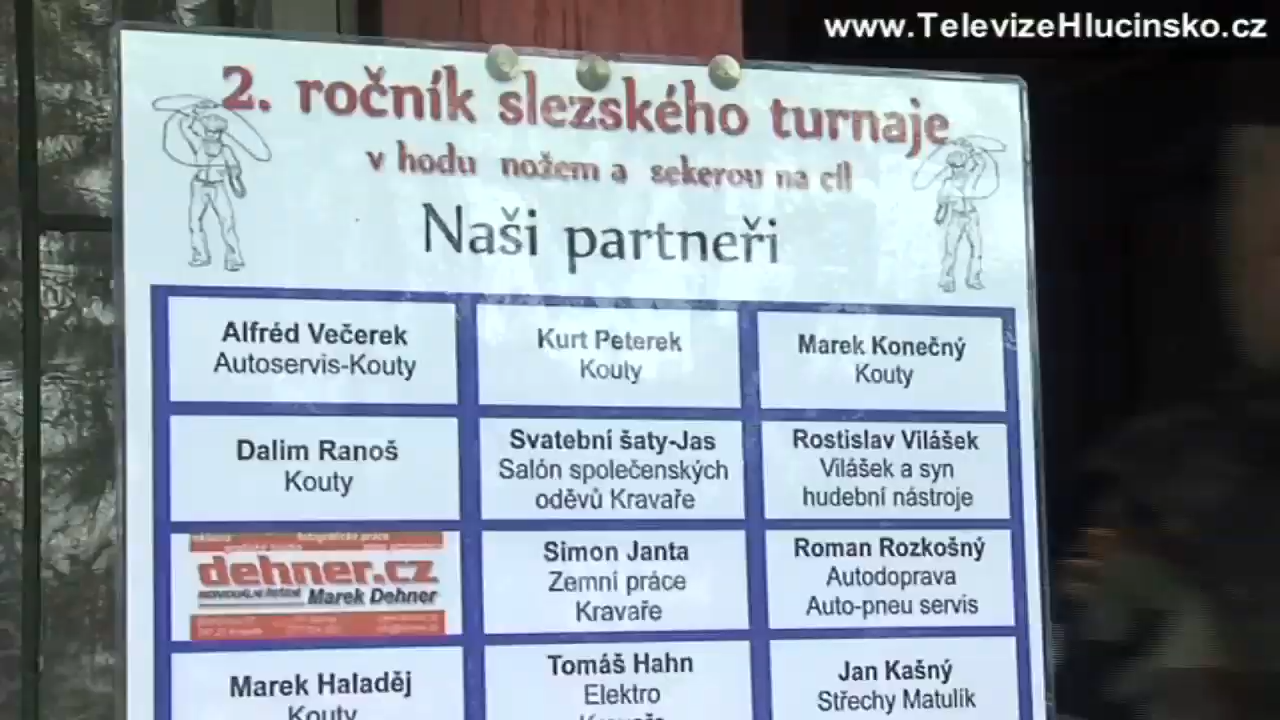 www.TelevizeHlucinsko.cz
2. ročník slezského turnaje
v hodu nožem a sekerou na cíl
Naši partneři
Alfréd Večerek
Autoservis-Kouty
Kurt Peterek
Kouty
Marek Konečný
Kouty
Dalim Ranoš
Kouty
Svatební šaty-Jas
Salón společenských
oděvů Kravaře
Rostislav Vilášek
Vilášek a syn
hudební nástroje
dehner.cz
Marek Dehner
Simon Janta
Zemní práce
Kravaře
Roman Rozkošný
Autodoprava
Auto-pneu servis
Marek Haladěj
Kouty
Tomáš Hahn
Elektro
Kravaře
Jan Kašný
Střechy Matulík